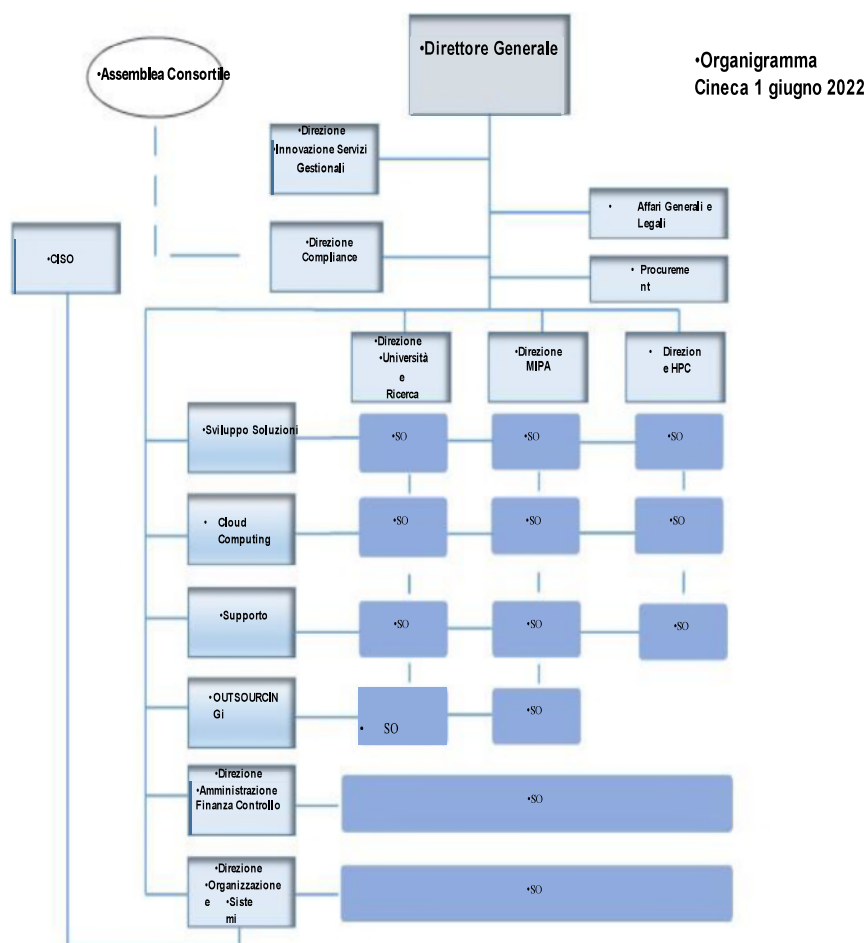 •Direttore Generale
•Assemblea Consortile
•Organigramma
Cineca 1 giugno 2022
•Direzione
•Innovazione Servizi
Gestionali
• Affari Generali e
Legali
•CISO
•Direzione
Compliance
• Procureme
nt
•Direzione
•Università
e
Ricerca
•Direzione
MIPA
• Direzion
e HPC
•Sviluppo Soluzioni
•SO
•SO
•SO
• Cloud
Computing
•SO
•SO
•SO
•Supporto
•SO
•SO
•SO
•OUTSOURCIN
Gi
• SO
•SO
•Direzione
•Amministrazione
Finanza Controllo
•SO
•Direzione
•Organizzazione
e •Siste
mi
•SO